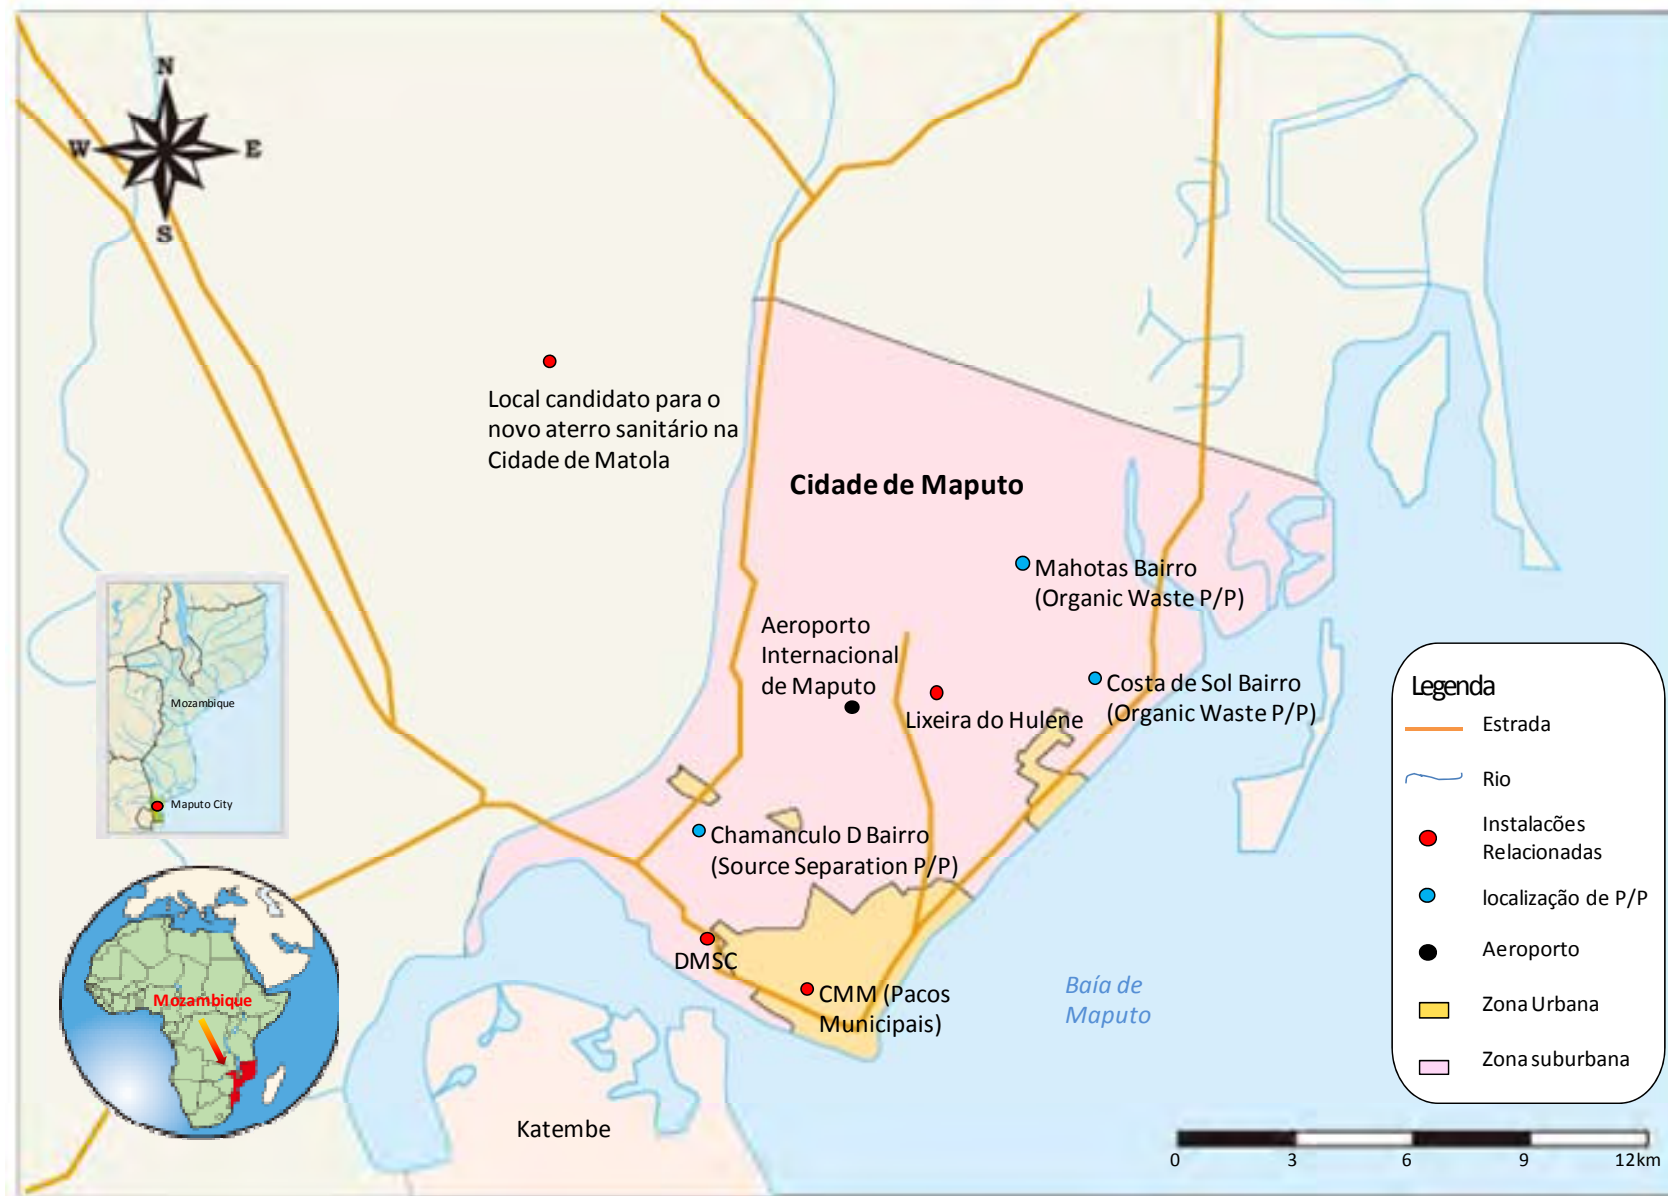 N
W
E
S
Local candidato para o
novo aterro sanitário na
Cidade de Matola
Cidade de Maputo
Mahotas Bairro
(Organic Waste P/P)
Aeroporto
Internacional
de Maputo
Lixeira do Hulene
Costa de Sol Bairro
(Organic Waste P/P)
Chamanculo D Bairro
(Source Separation P/P)
DMSC
CMM (Pacos
Municipais)
Baía de
Maputo
Katembe
Mozambique
Maputo City
Mozambique
Legenda
Estrada
Rio
Instalacões
Relacionadas
localização de P/P
Aeroporto
Zona Urbana
Zona suburbana
0 3 6 9 12km